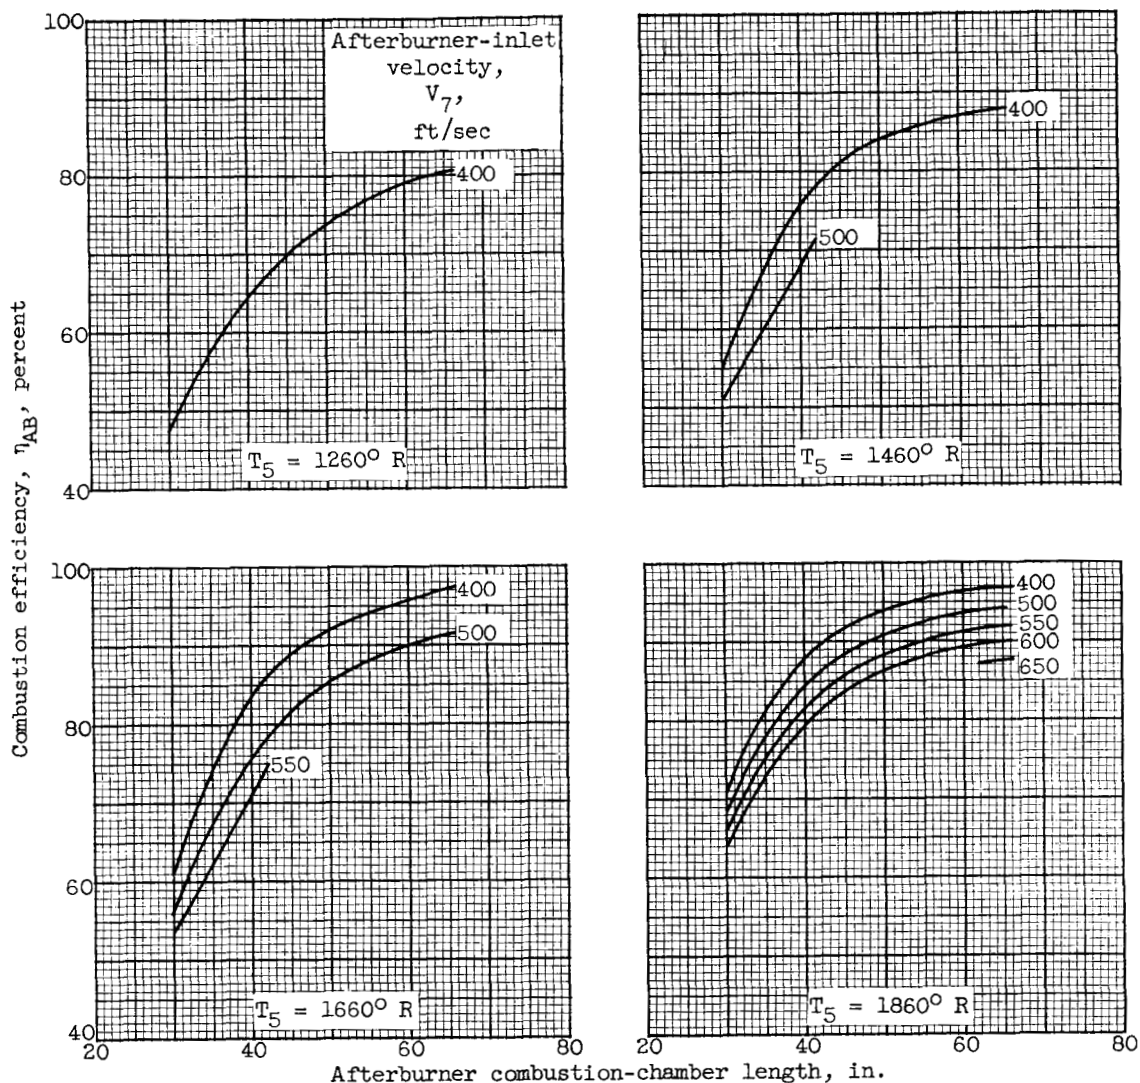 100
80
60
40
Afterburner-inlet
velocity,
V7,
ft/sec
400
T5 = 1260° R
400
500
T5 = 1460° R
Combustion efficiency, ηAB, percent
100
80
60
40
400
500
550
T5 = 1660° R
400
500
550
600
650
T5 = 1860° R
20 40 60 80 20 40 60 80
Afterburner combustion-chamber length, in.